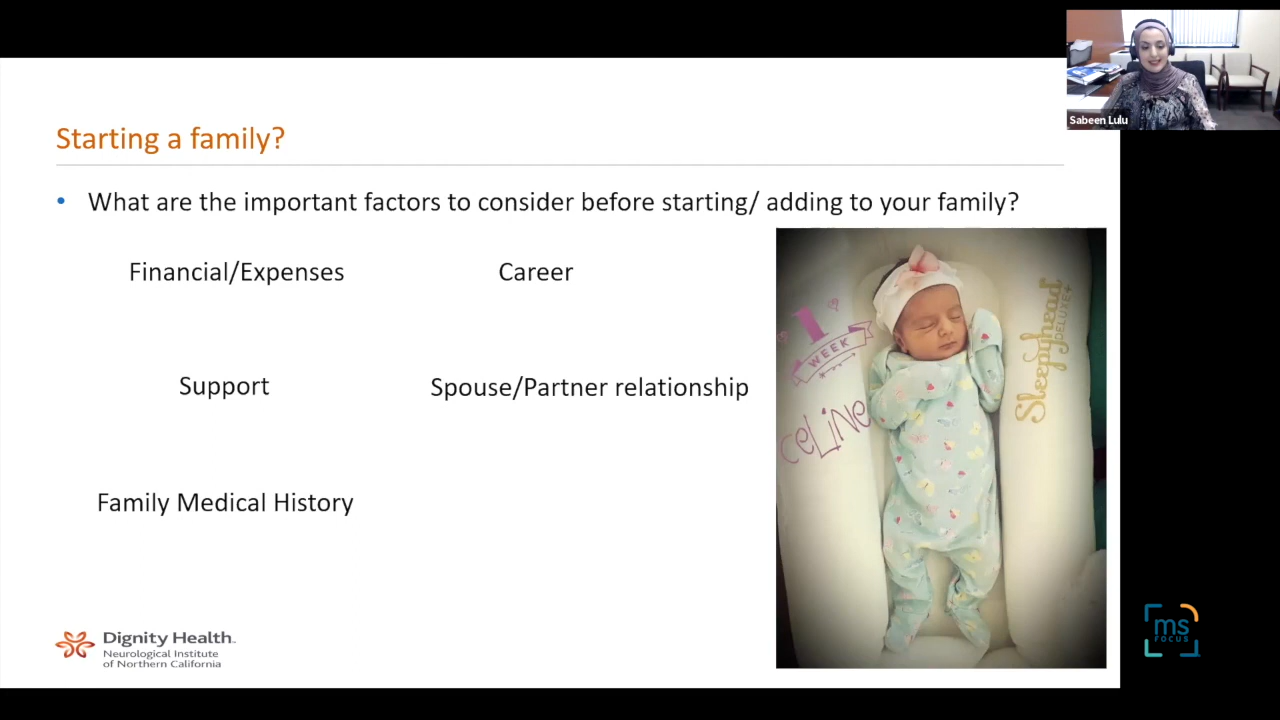 Sabeen Lulu
Starting a family?
• What are the important factors to consider before starting/ adding to your family?
Financial/Expenses
Career
Support
Spouse/Partner relationship
Family Medical History
1
WEEK
CELINE
Sleepyhead
DELUXE+
Dignity Health™
Neurological Institute
of Northern California
ms
FOCUS